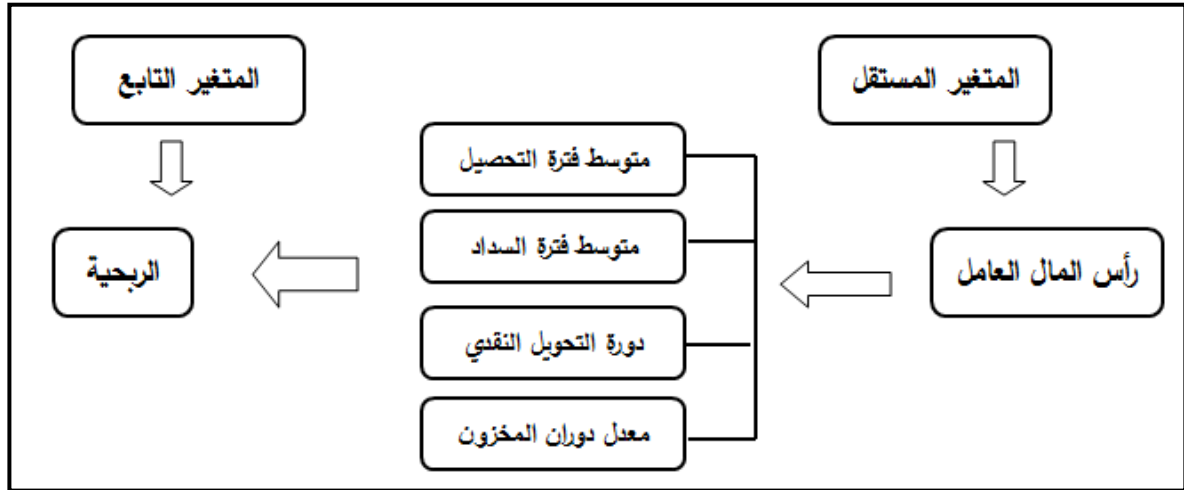 المتغير المستقل
المتغير التابع
متوسط فترة التحصيل
متوسط فترة السداد
رأس المال العامل
الربحية
دورة التحويل النقدي
معدل دوران المخزون